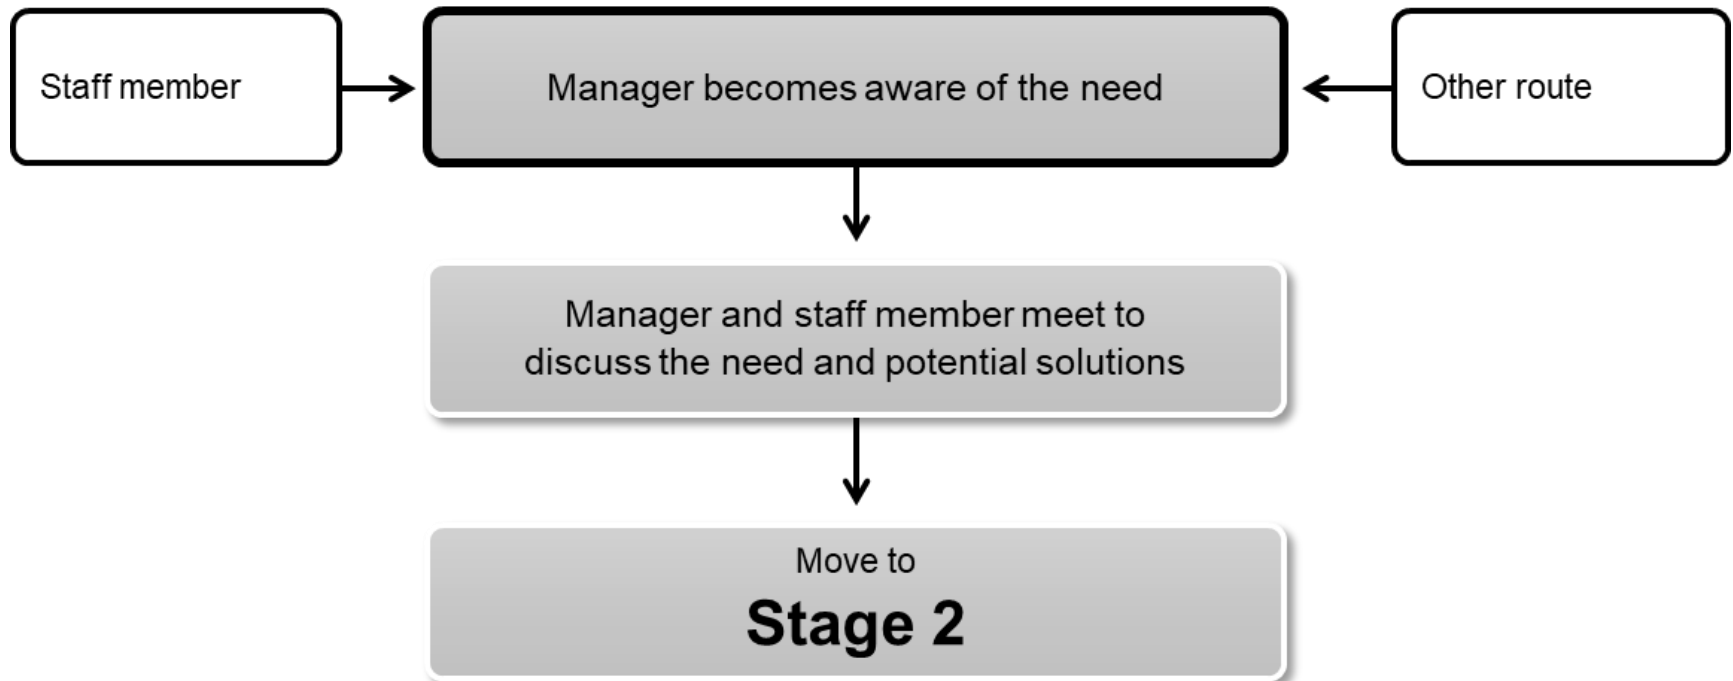 Staff member
Manager becomes aware of the need
Other route
Manager and staff member meet to
discuss the need and potential solutions
Move to
Stage 2